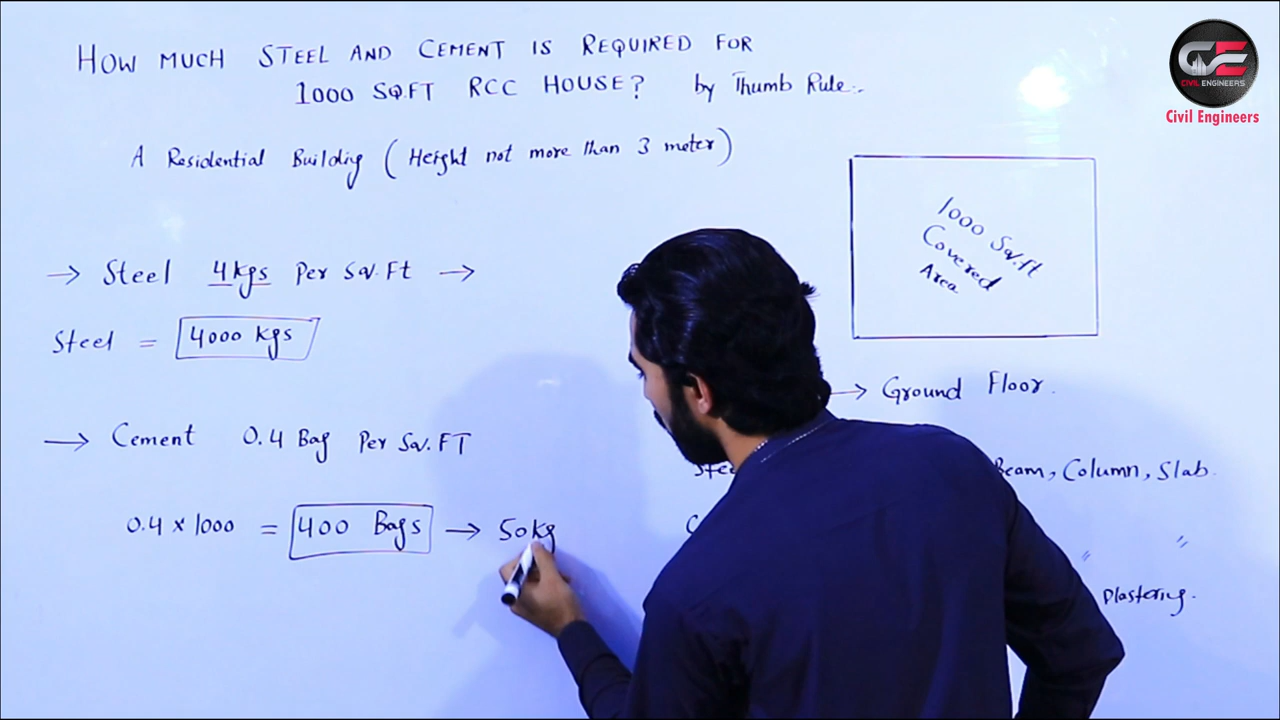 HOW MUCH STEEL AND CEMENT IS REQUIRED FOR
1000 SQ.FT RCC HOUSE? by Thumb Rule:-
A Residential Building (Height not more than 3 meter)
→ Steel 4kgs Per Sq.Ft →
Steel = 4000 Kgs
→ Cement 0.4 Bag Per Sq.FT
0.4 x 1000 = 400 Bags → 50kg
CE
CIVIL ENGINEERS
Civil Engineers
1000 Sq.ft
Covered
Area
→ Ground Floor.
Beam, Column, Slab.
" "
Plastering.